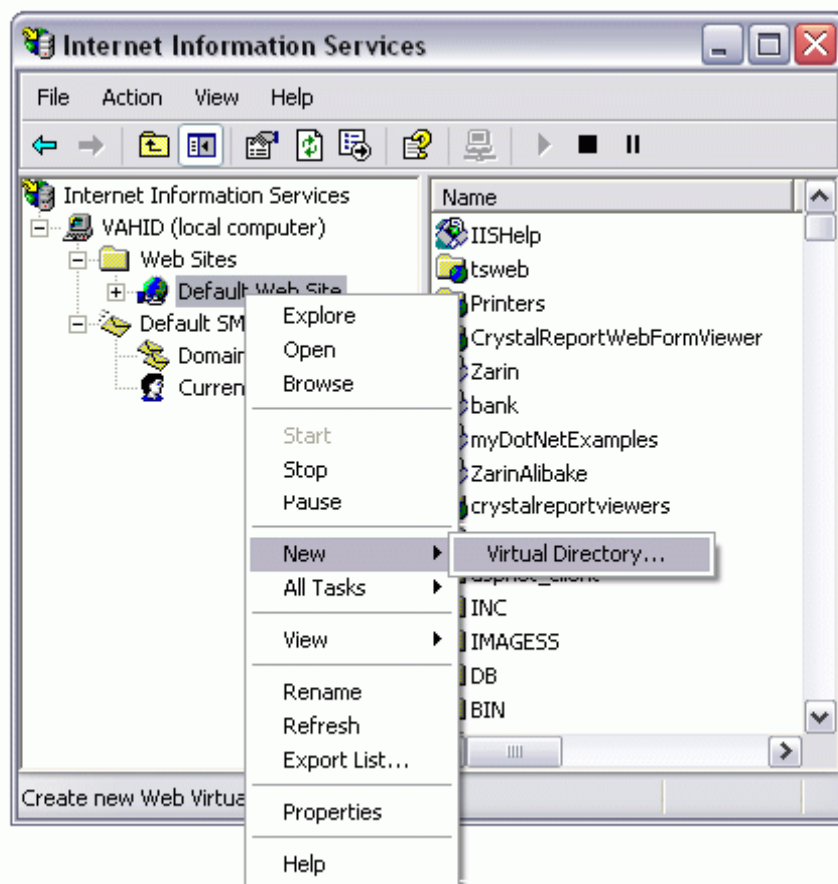 Internet Information Services
File Action View Help
Internet Information Services
VAHID (local computer)
Web Sites
Default Web Site
Default SM
Domain
Curren
Name
IISHelp
tsweb
Printers
CrystalReportWebFormViewer
Zarin
bank
myDotNetExamples
ZarinAlibake
crystalreportviewers
aspnet_client
INC
IMAGESS
DB
BIN
Explore
Open
Browse
Start
Stop
Pause
New
All Tasks
View
Rename
Refresh
Export List...
Properties
Help
Virtual Directory...
Create new Web Virtua